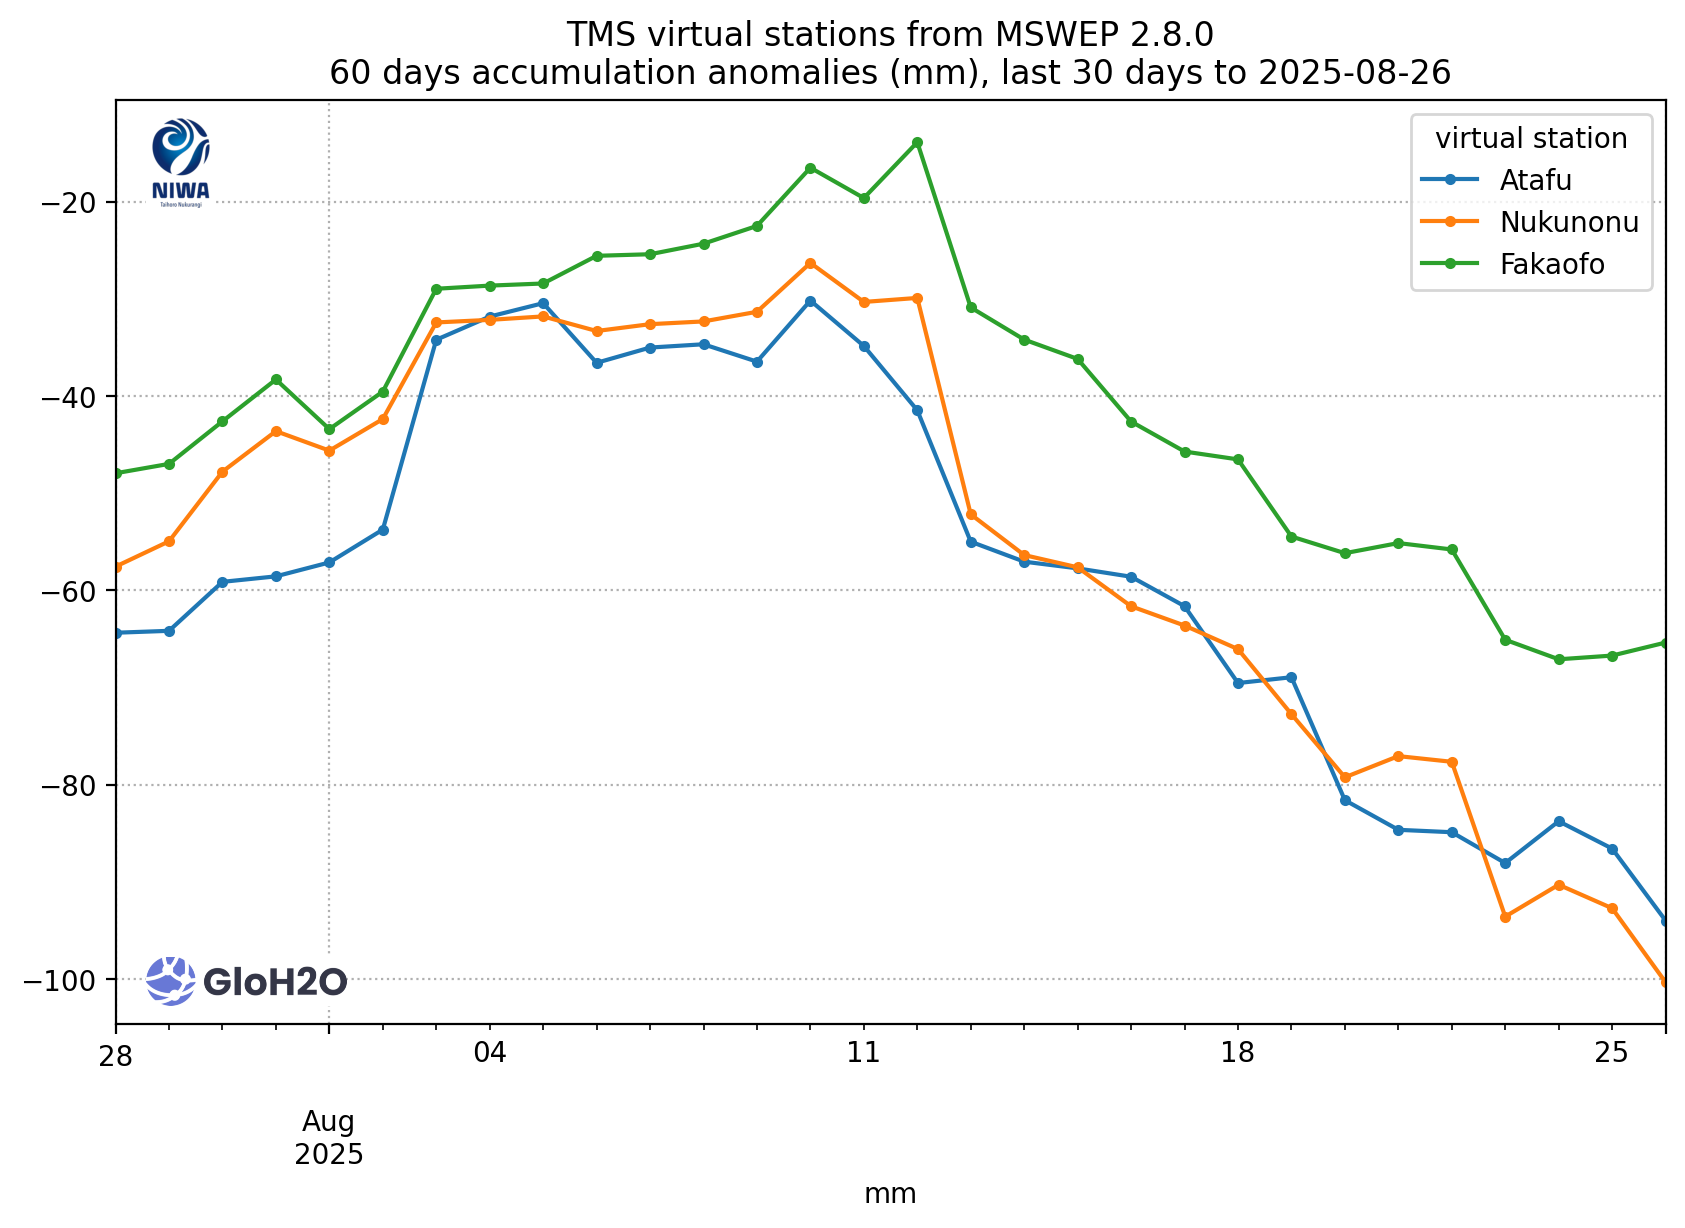 TMS virtual stations from MSWEP 2.8.0
60 days accumulation anomalies (mm), last 30 days to 2025-08-26
NIWA
Taihoro Nukurangi
virtual station
Atafu
Nukunonu
Fakaofo
−20
−40
−60
−80
−100
GloH2O
28
04
11
18
25
Aug
2025
mm